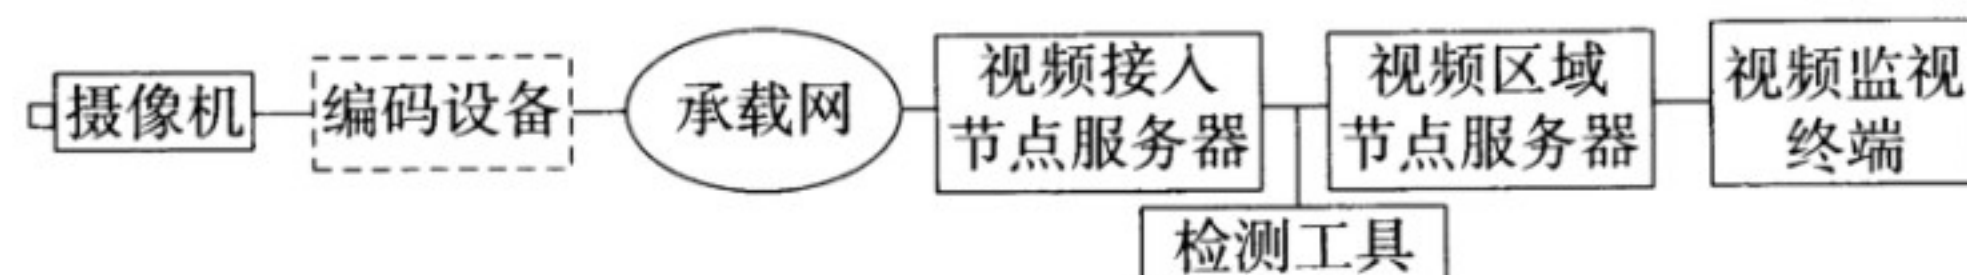 摄像机
编码设备
承载网
视频接入
节点服务器
视频区域
节点服务器
视频监视
终端
检测工具